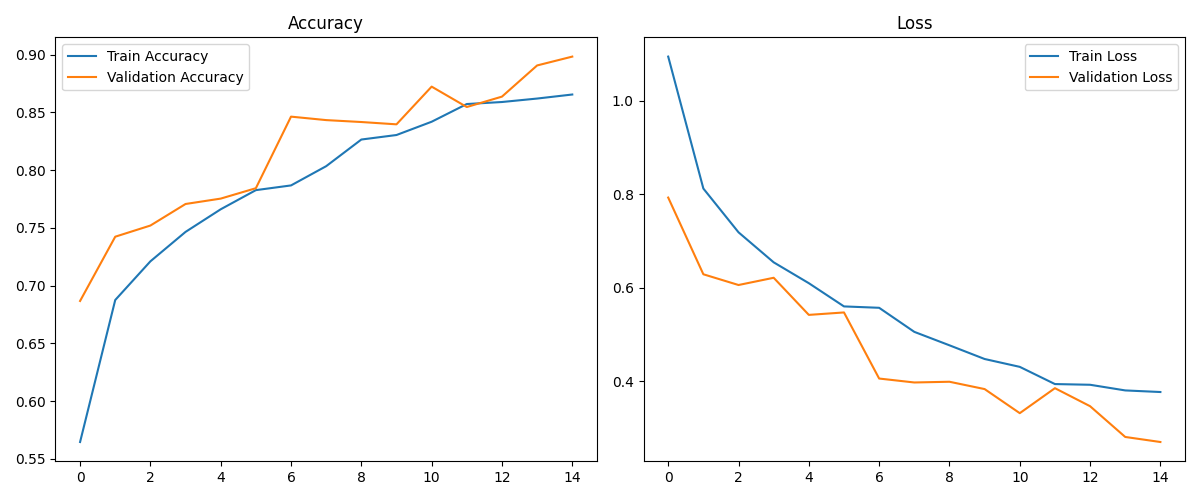 Accuracy
Train Accuracy
Validation Accuracy
0.90
0.85
0.80
0.75
0.70
0.65
0.60
0.55
0 2 4 6 8 10 12 14
Loss
Train Loss
Validation Loss
1.0
0.8
0.6
0.4
0 2 4 6 8 10 12 14